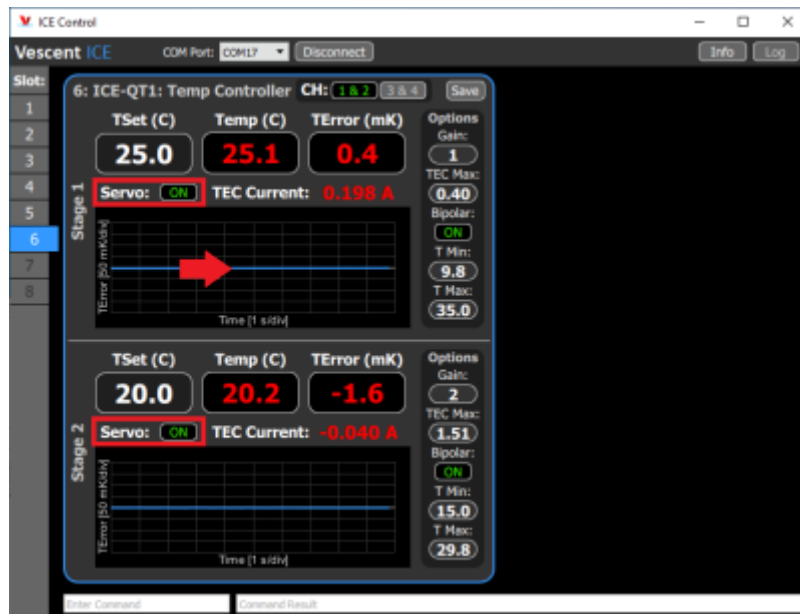 ICE Control
Vescent ICE COM Port: COM17 Disconnect Info Log
Slot:
1
2
3
4
5
6
7
8
6: ICE-QT1: Temp Controller CH: 1 & 2 3 & 4 Save
Stage 1
TSet (C) Temp (C) TError (mK)
25.0 25.1 0.4
Servo: ON TEC Current: 0.198 A
TError [50 mK/div]
Time [1 s/div]
Options
Gain:
1
TEC Max:
0.40
Bipolar:
ON
T Min:
9.8
T Max:
35.0
Stage 2
TSet (C) Temp (C) TError (mK)
20.0 20.2 -1.6
Servo: ON TEC Current: -0.040 A
TError [50 mK/div]
Time [1 s/div]
Options
Gain:
2
TEC Max:
1.51
Bipolar:
ON
T Min:
15.0
T Max:
29.8
Enter Command Command Result